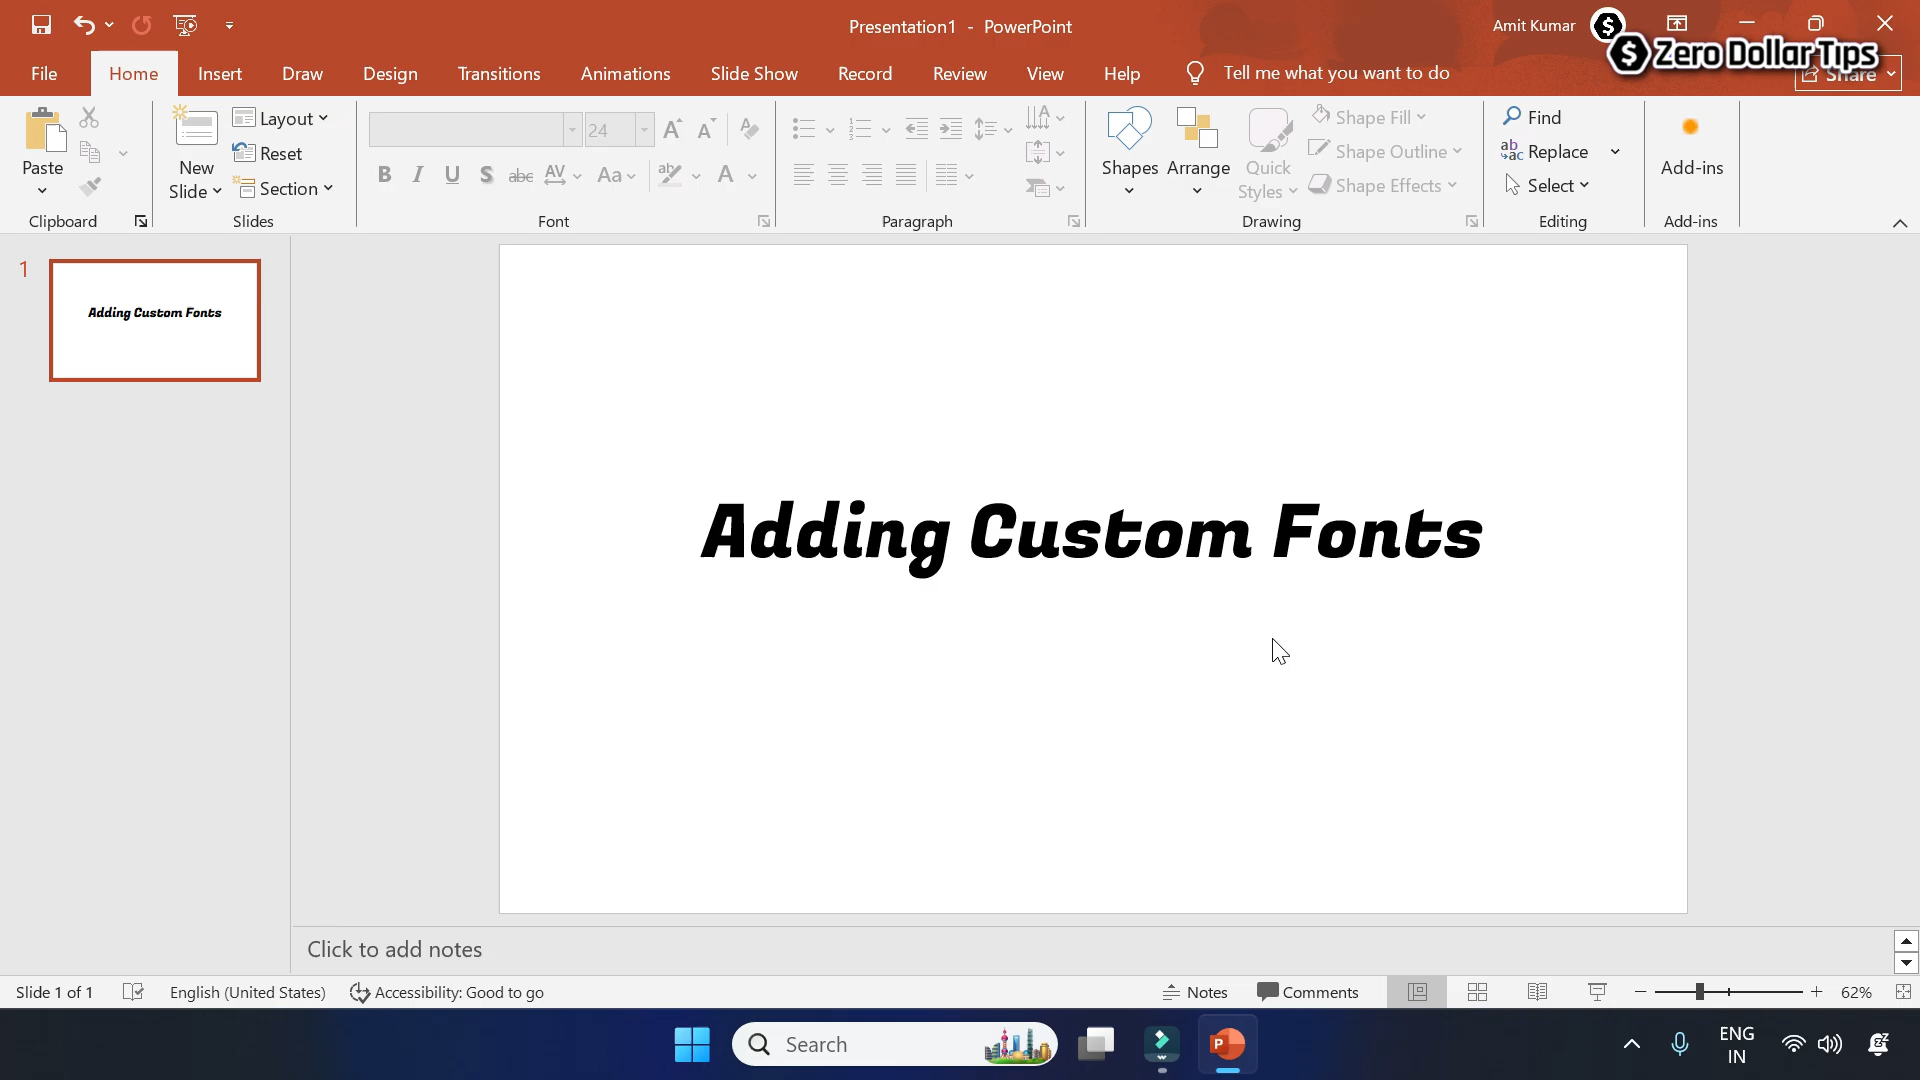 Presentation1 - PowerPoint
Amit Kumar
Zero Dollar Tips
File Home Insert Draw Design Transitions Animations Slide Show Record Review View Help Tell me what you want to do Share
Paste
Clipboard
New Slide
Layout
Reset
Section
Slides
24
B I U S abc AV Aa ab A
Font
Paragraph
Shapes
Arrange
Quick Styles
Shape Fill
Shape Outline
Shape Effects
Drawing
Find
Replace
Select
Editing
Add-ins
Add-ins
1
Adding Custom Fonts
Adding Custom Fonts
Click to add notes
Slide 1 of 1 English (United States) Accessibility: Good to go Notes Comments 62%
Search
ENG
IN